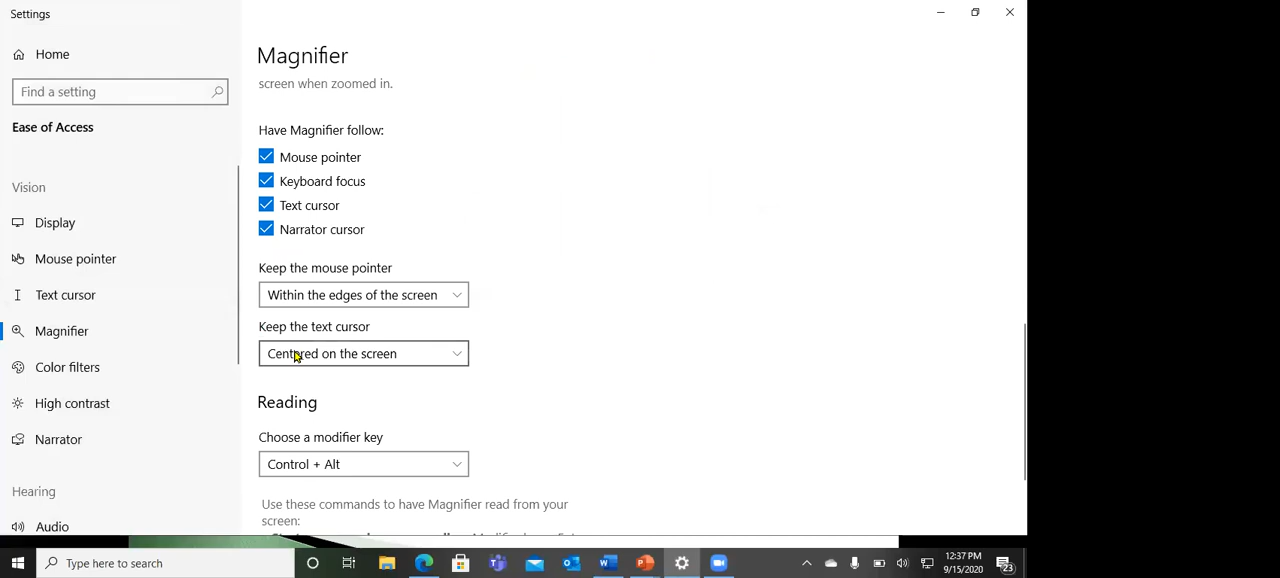 Settings
Home
Find a setting
Ease of Access
Vision
Display
Mouse pointer
Text cursor
Magnifier
Color filters
High contrast
Narrator
Hearing
Audio
Magnifier
screen when zoomed in.
Have Magnifier follow:
Mouse pointer
Keyboard focus
Text cursor
Narrator cursor
Keep the mouse pointer
Within the edges of the screen
Keep the text cursor
Centered on the screen
Reading
Choose a modifier key
Control + Alt
Use these commands to have Magnifier read from your
screen:
Type here to search
12:37 PM
9/15/2020
23